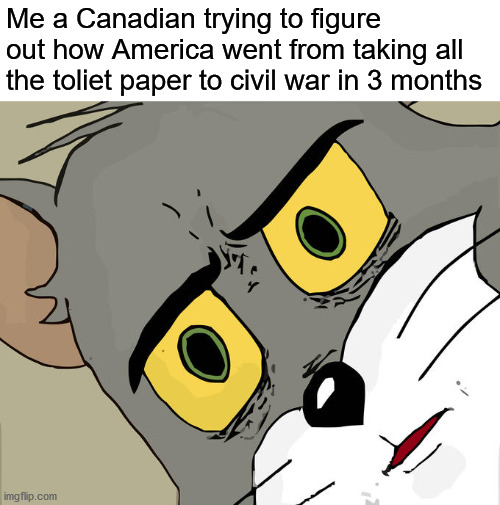 Me a Canadian trying to figure
out how America went from taking all
the toliet paper to civil war in 3 months
imgflip.com